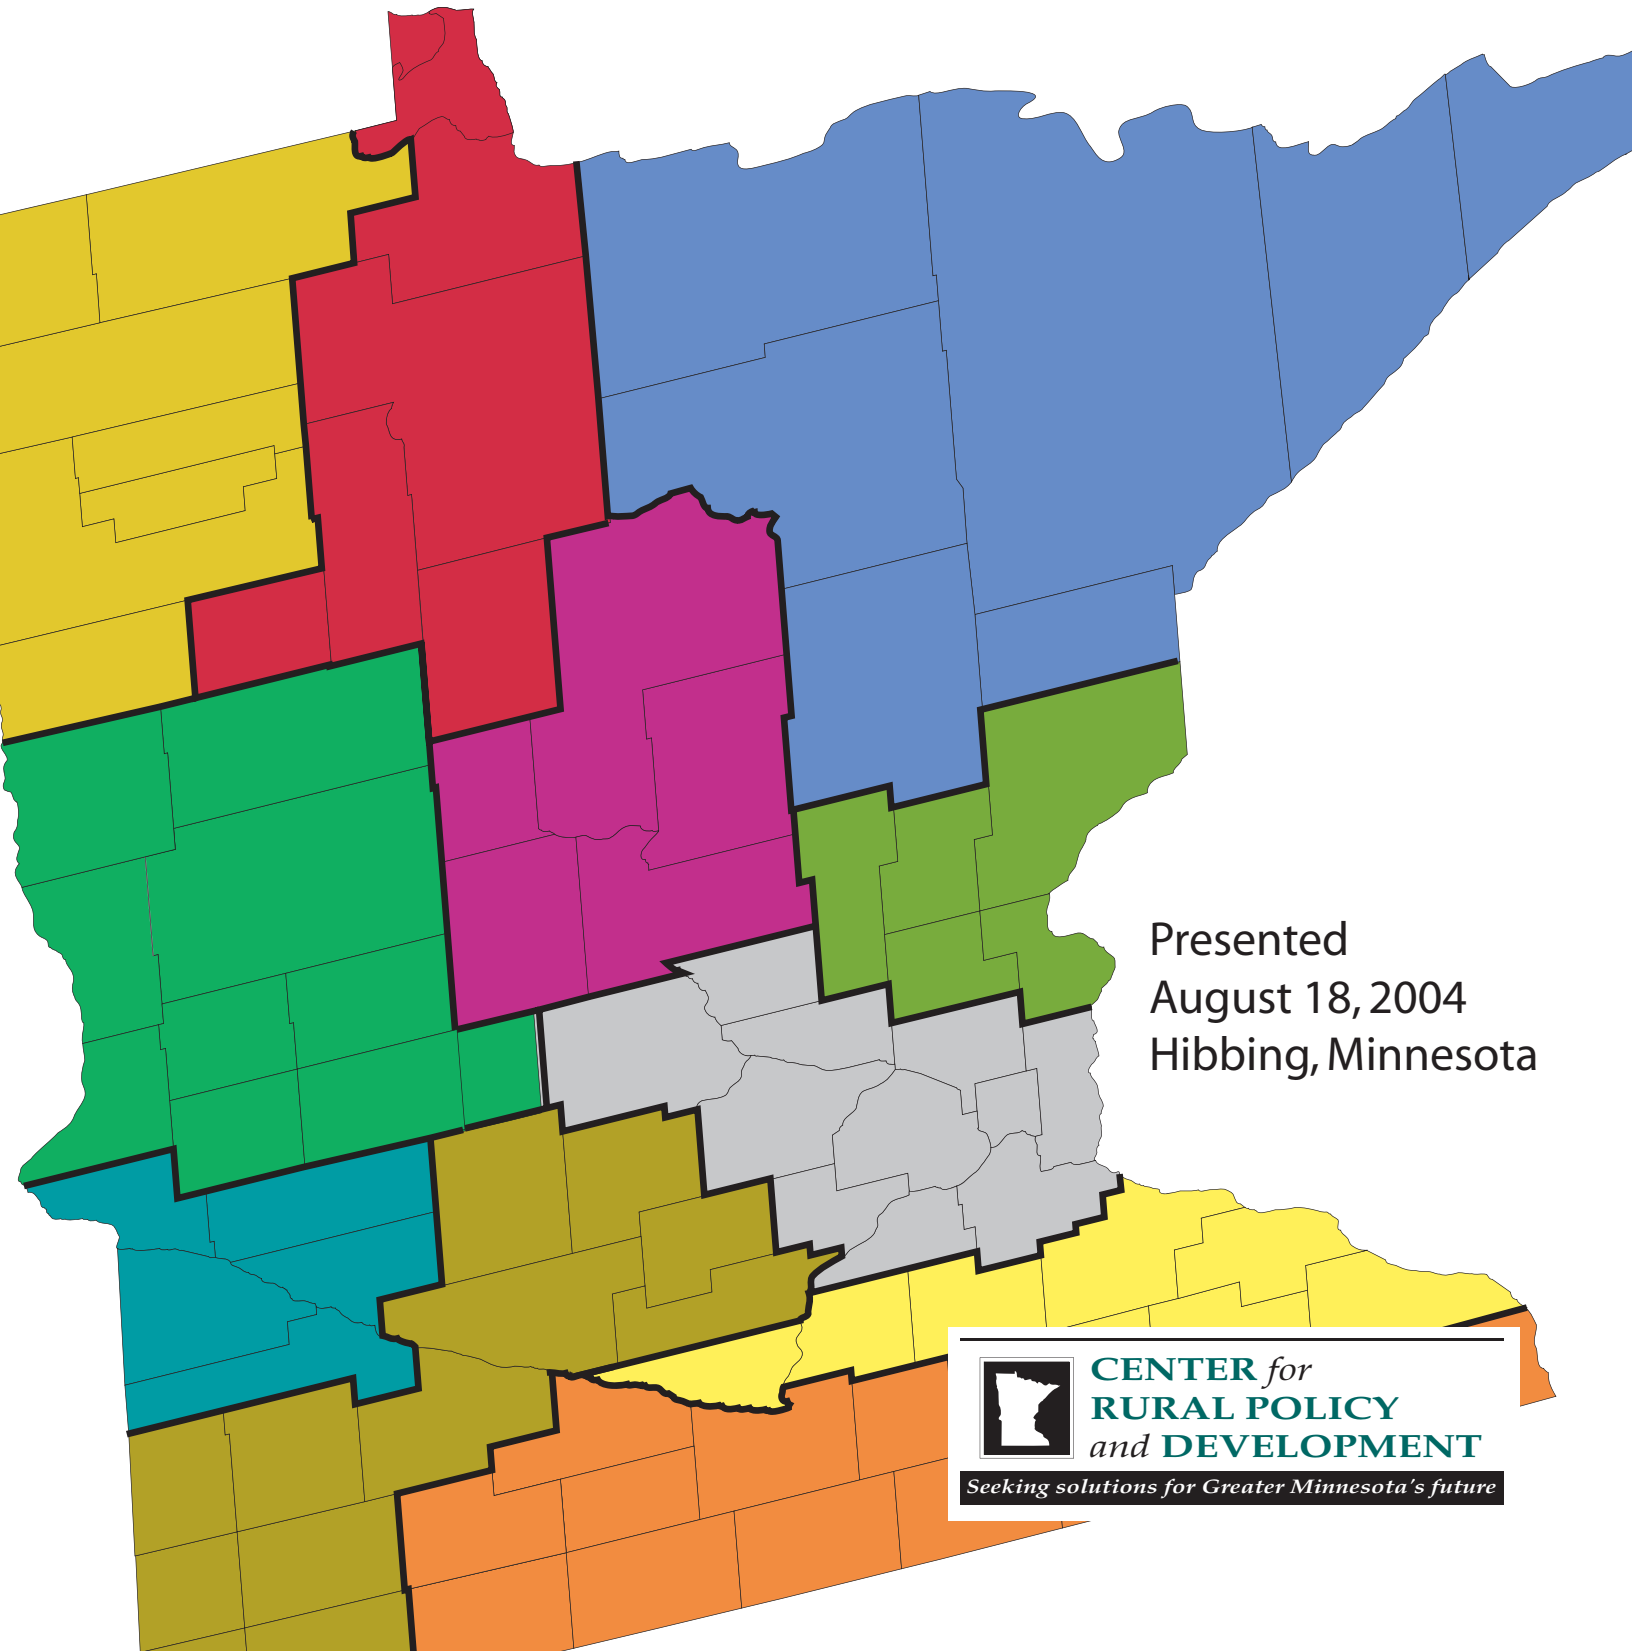 Presented
August 18, 2004
Hibbing, Minnesota
CENTER for
RURAL POLICY
and DEVELOPMENT
Seeking solutions for Greater Minnesota's future